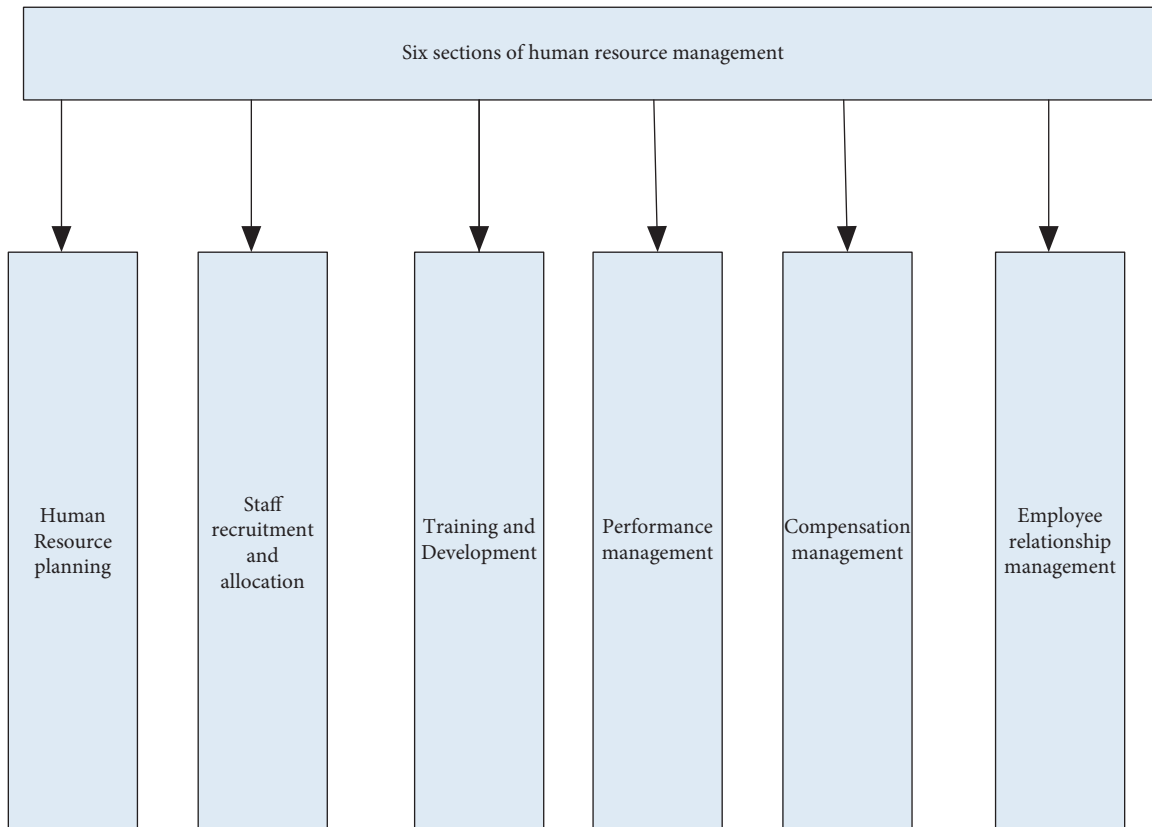 Six sections of human resource management
Human
Resource
planning
Staff
recruitment
and
allocation
Training and
Development
Performance
management
Compensation
management
Employee
relationship
management